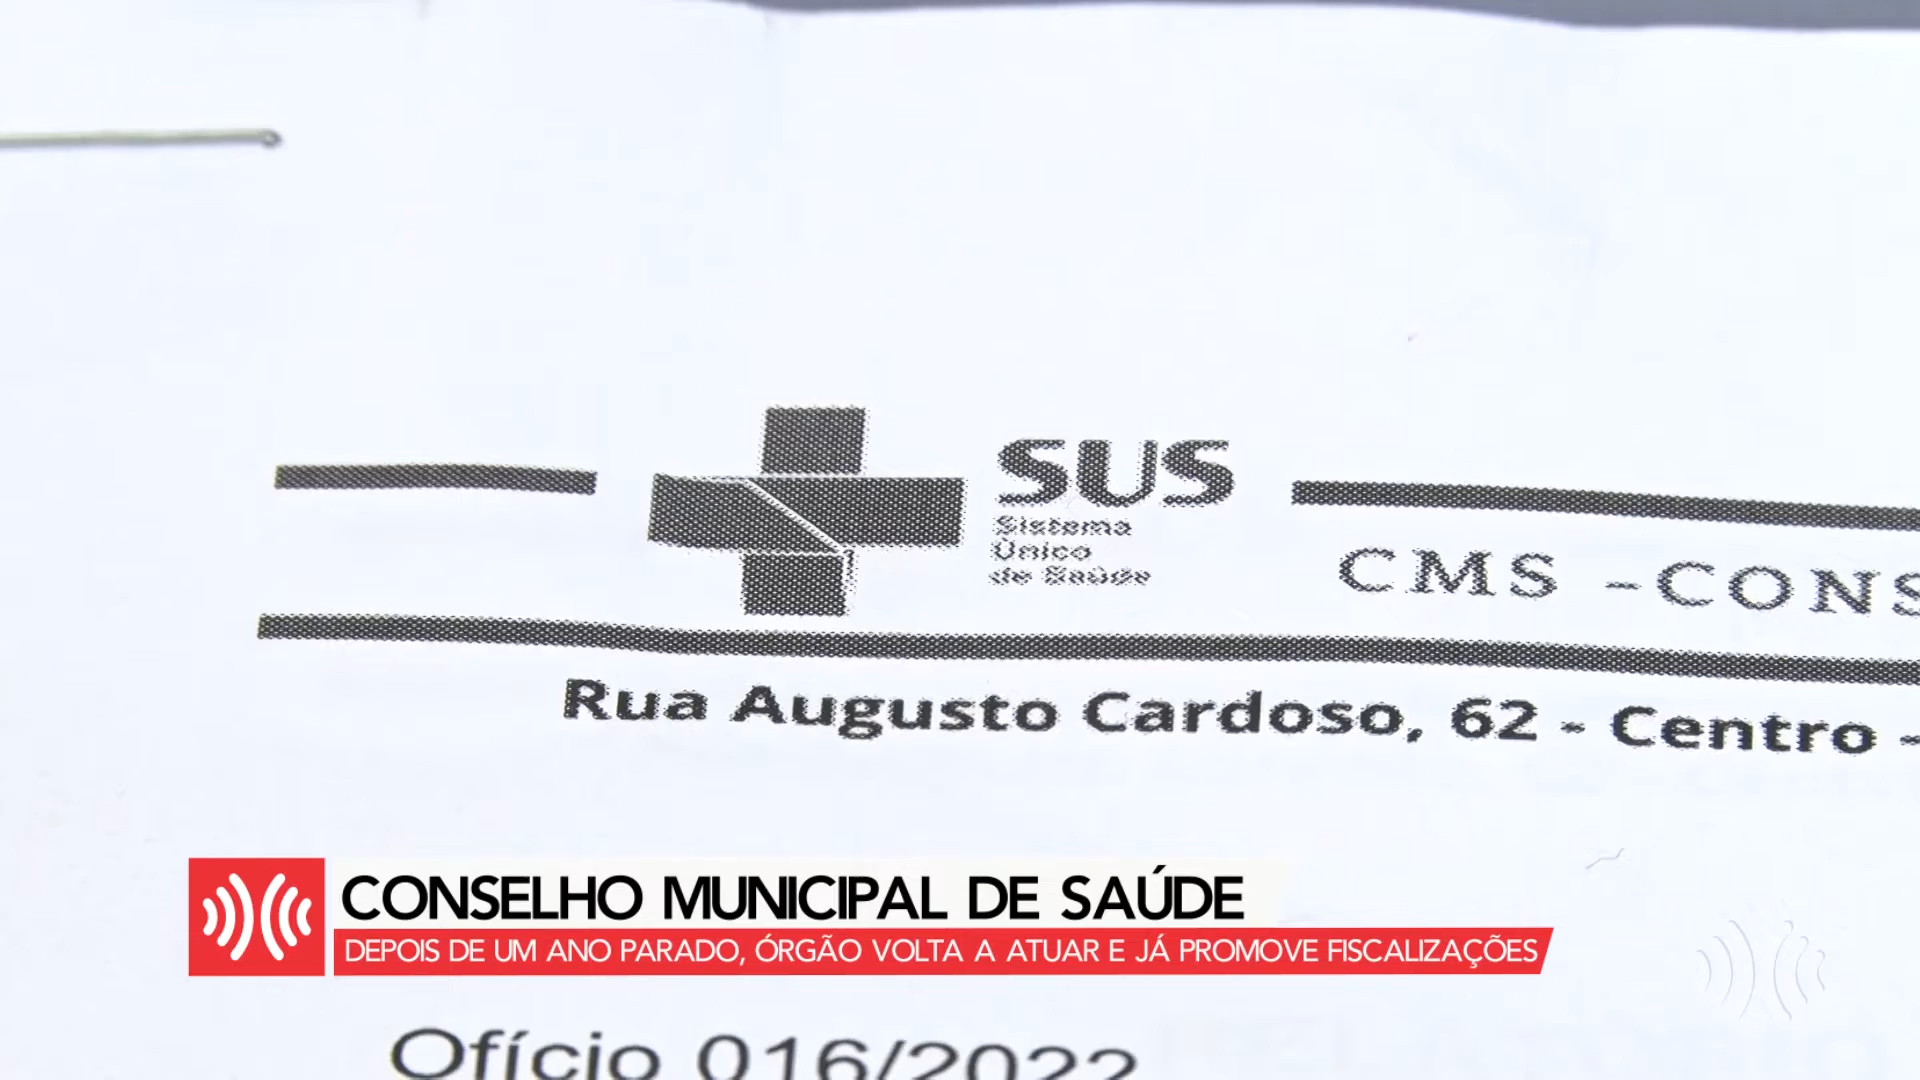 SUS
Sistema
Único
de Saúde
CMS -CONS
Rua Augusto Cardoso, 62 - Centro -
CONSELHO MUNICIPAL DE SAÚDE
DEPOIS DE UM ANO PARADO, ÓRGÃO VOLTA A ATUAR E JÁ PROMOVE FISCALIZAÇÕES
Ofício 016/2022